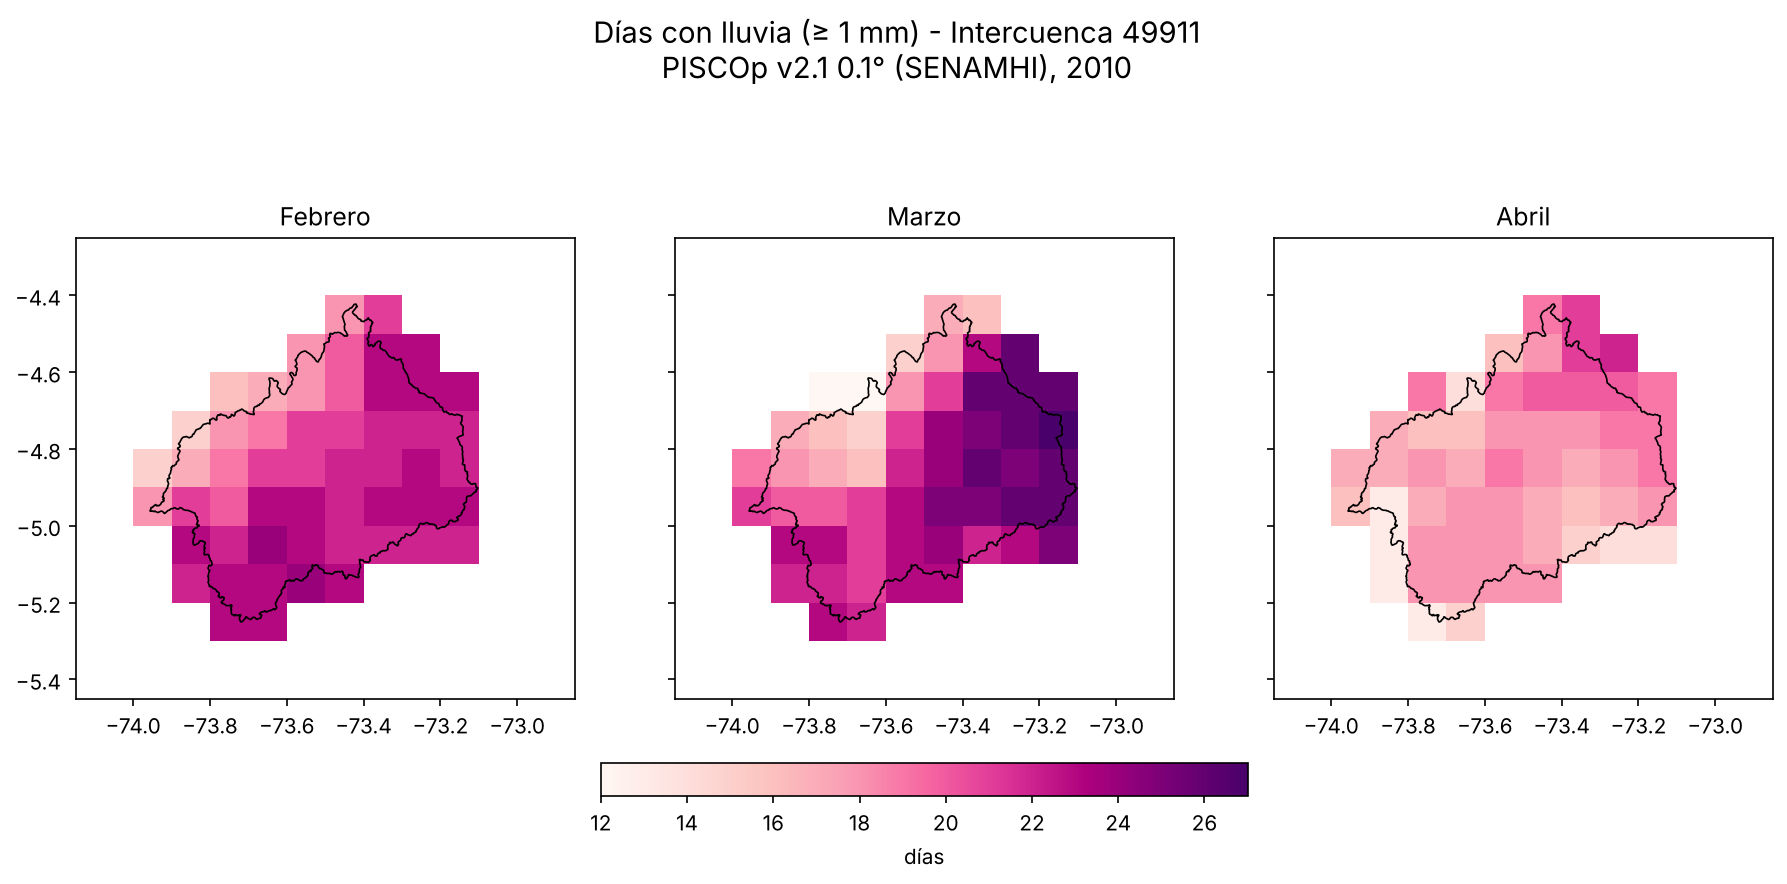 Días con lluvia (≥ 1 mm) - Intercuenca 49911
PISCOp v2.1 0.1° (SENAMHI), 2010
Febrero
Marzo
Abril
−4.4
−4.6
−4.8
−5.0
−5.2
−5.4
−74.0 −73.8 −73.6 −73.4 −73.2 −73.0
−74.0 −73.8 −73.6 −73.4 −73.2 −73.0
−74.0 −73.8 −73.6 −73.4 −73.2 −73.0
12 14 16 18 20 22 24 26
días